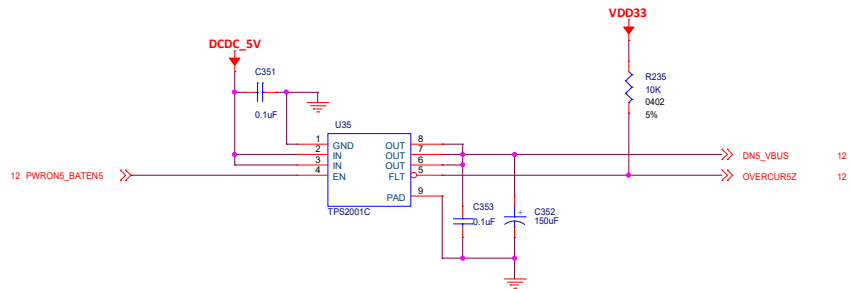 VDD33
DCDC_5V
C351
0.1uF
R235
10K
0402
5%
U35
1 GND OUT 8
2 IN OUT 7
3 IN OUT 6
4 EN FLT 5
PAD 9
TPS2001C
12 PWRON5_BATEN5
DN5_VBUS 12
OVERCUR5Z 12
C353
0.1uF
C352
+
150uF